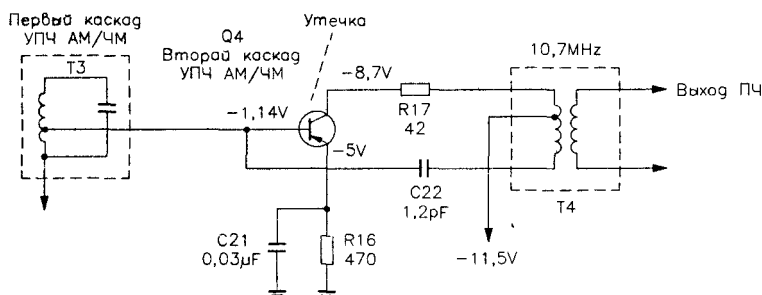 Первый каскад
УПЧ АМ/ЧМ
T3
Q4
Второй каскад
УПЧ АМ/ЧМ
Утечка
-8,7V
R17
42
10,7MHz
Выход ПЧ
-1,14V
-5V
C22
1,2pF
T4
C21
0,03µF
R16
470
-11,5V